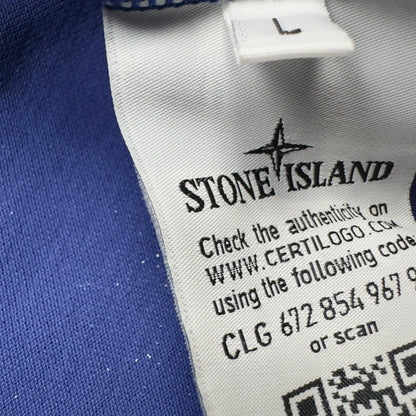 L
STONE ISLAND
Check the authenticity on
WWW.CERTILOGO.COM
using the following code
CLG 672 854 967 9
or scan